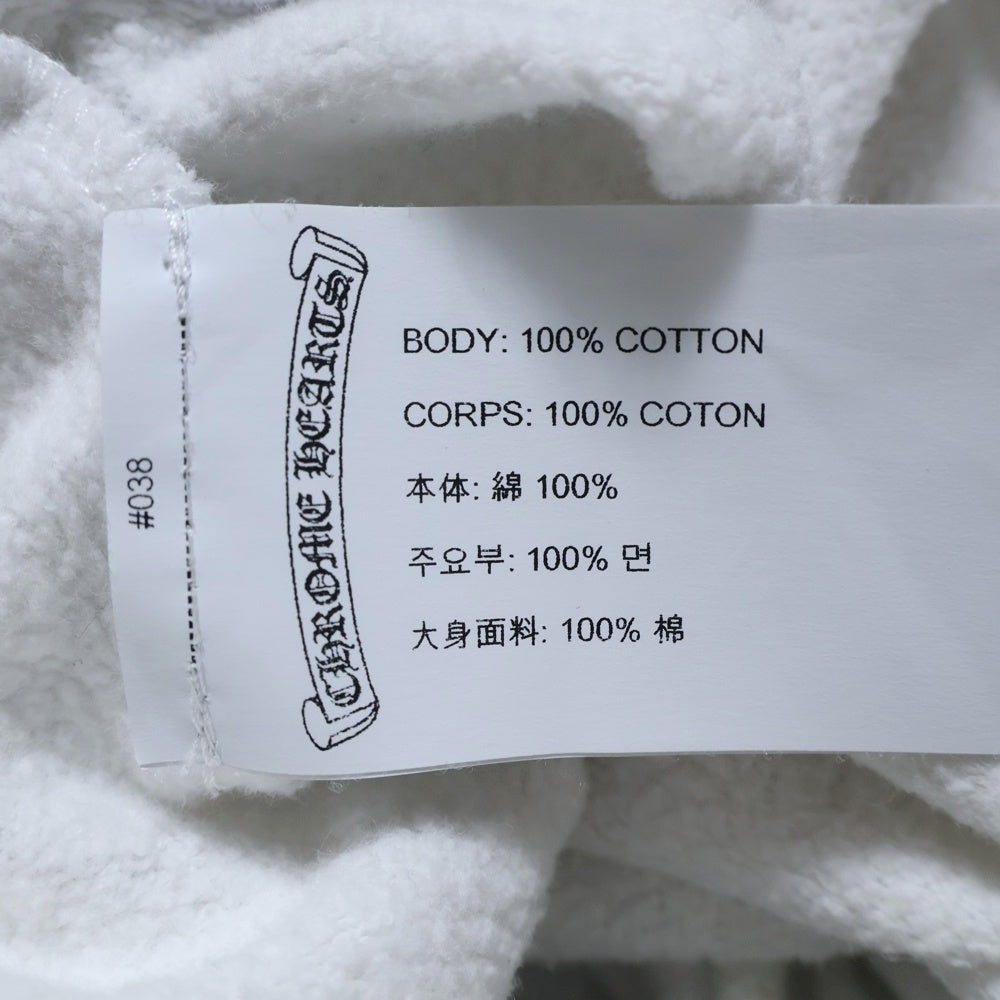 #038
CHROME HEARTS
BODY: 100% COTTON
CORPS: 100% COTON
本体: 綿 100%
주요부: 100% 면
大身面料: 100% 棉